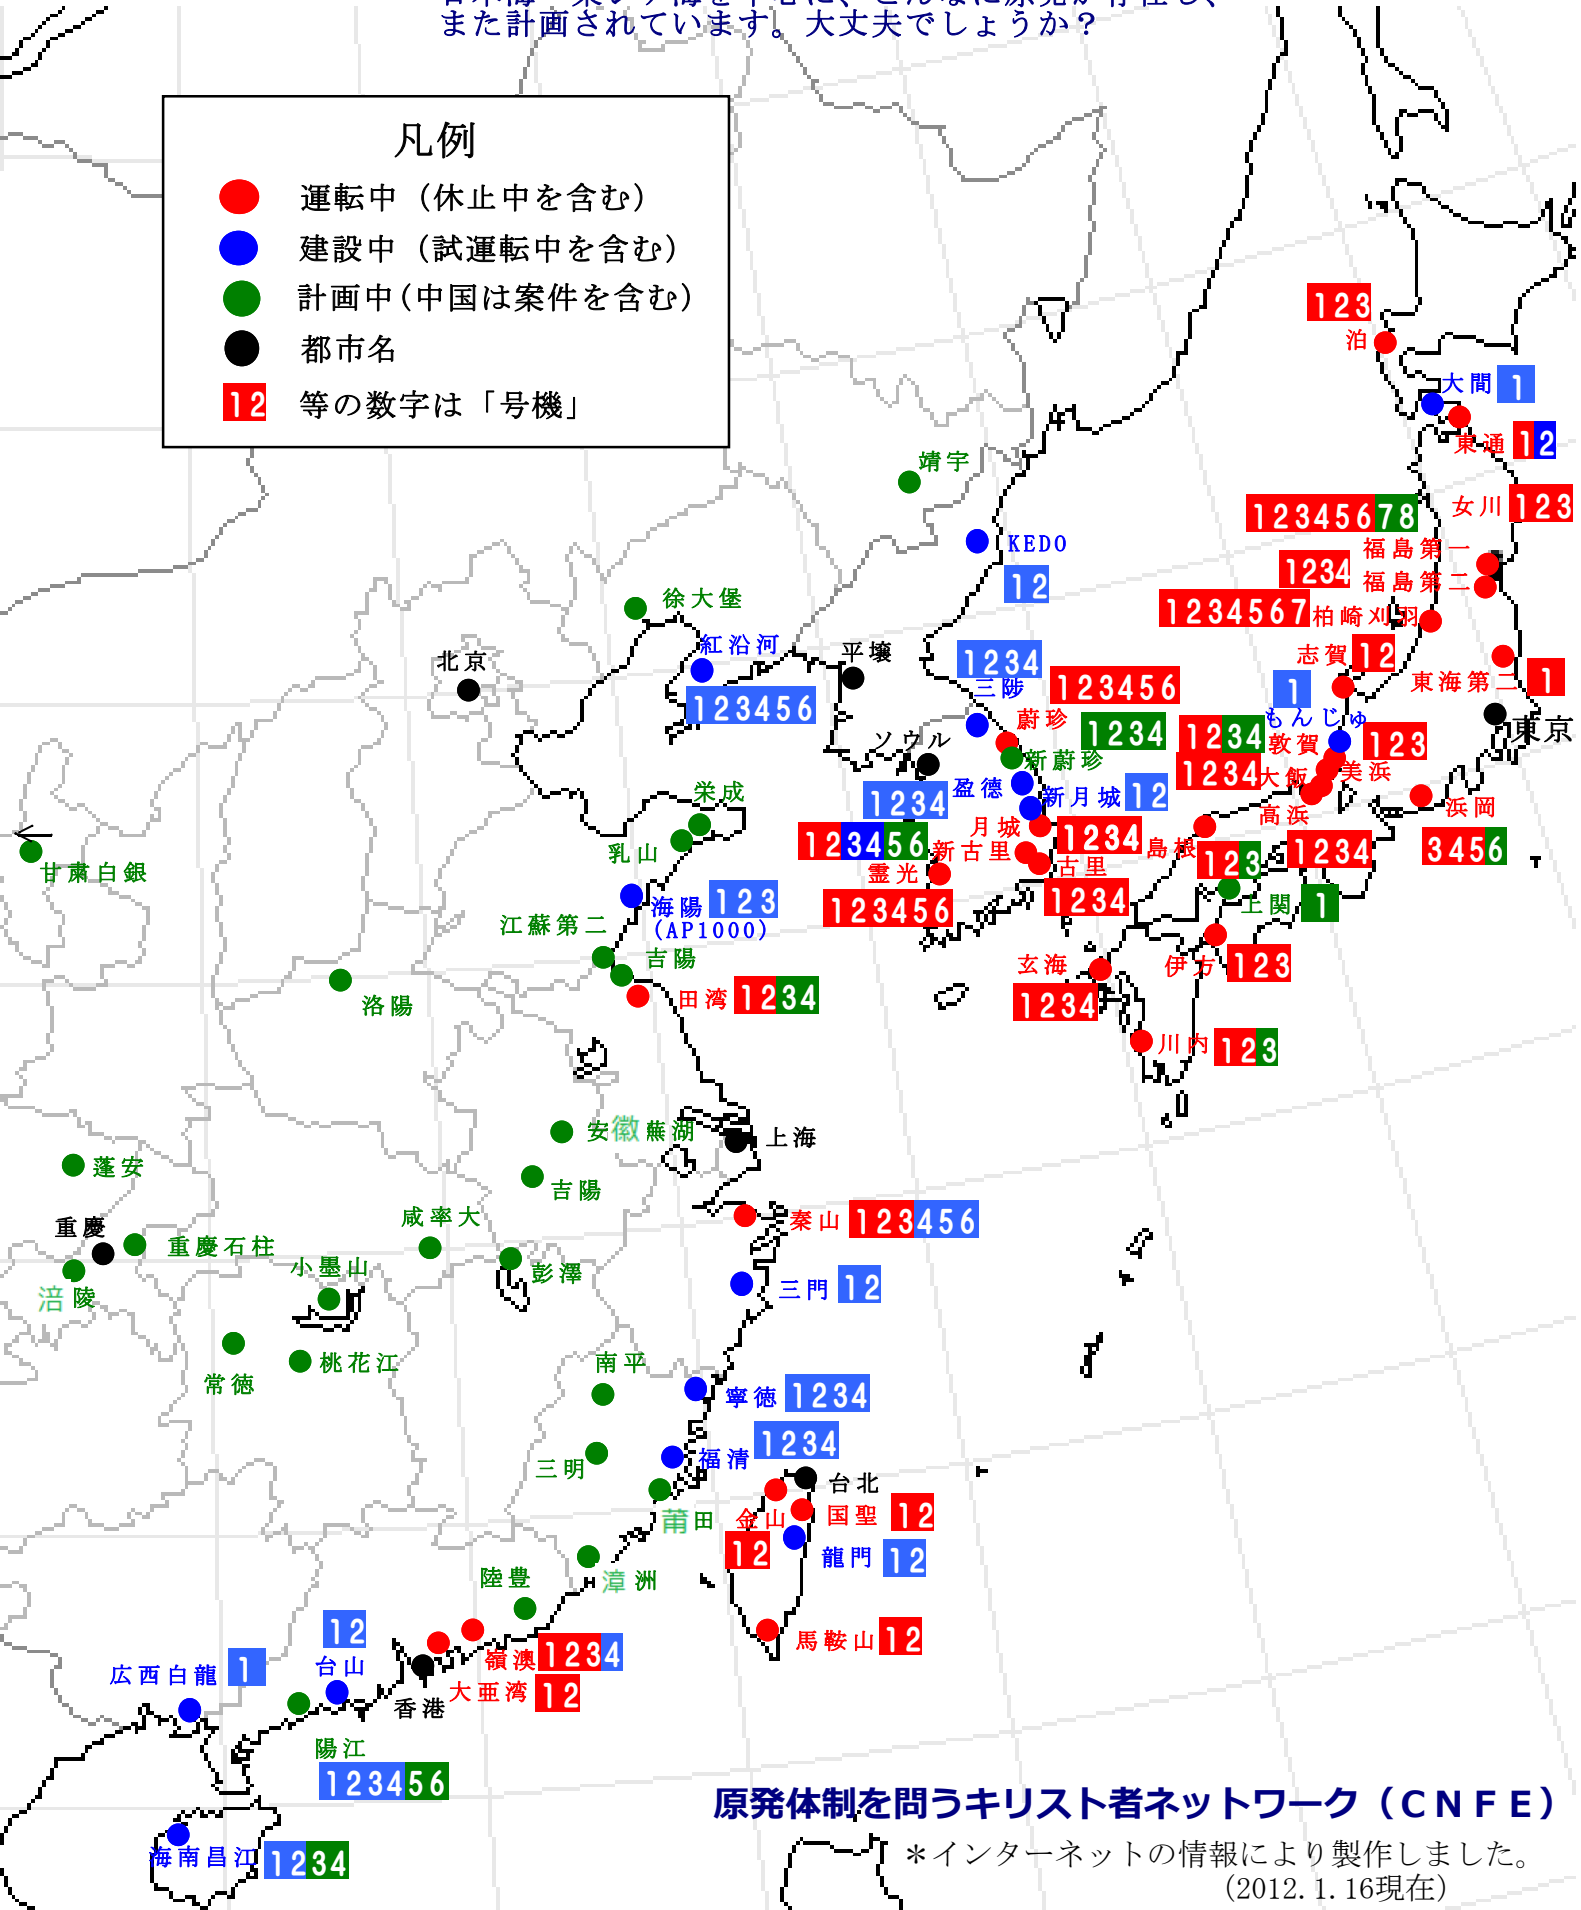 また計画されています。大丈夫でしょうか？
凡例
運転中（休止中を含む）
建設中（試運転中を含む）
計画中(中国は案件を含む)
都市名
12 等の数字は「号機」
123
泊
大間 1
東通 12
靖宇
女川 123
12345678
福島第一
KEDO
12
1234
福島第二
徐大堡
1234567 柏崎刈羽
紅沿河
123456
北京
平壌
1234
三陟
123456
蔚珍
志賀 12
東海第二 1
1
もんじゅ
東京
ソウル
1234
新蔚珍
1234
敦賀
123
1234
大飯
美浜
高浜
1234
浜岡
3456
1234
盈德
新月城 12
月城 1234
123456
新古里
古里
1234
霊光
123456
島根
123
上関 1
栄成
乳山
甘粛白銀
海陽 123
(AP1000)
江蘇第二
吉陽
田湾 1234
洛陽
玄海
1234
伊方 123
川内 123
安徽蕪湖
上海
蓬安
吉陽
重慶
重慶石柱
咸率大
秦山 123456
小墨山
彭澤
三門 12
涪陵
常徳
桃花江
南平
寧徳 1234
1234
福清
三明
台北
莆田
金山
12
国聖 12
龍門 12
漳洲
陸豊
馬鞍山 12
12
台山
嶺澳 1234
大亜湾 12
広西白龍 1
香港
陽江
123456
海南昌江 1234
原発体制を問うキリスト者ネットワーク（ＣＮＦＥ）
＊インターネットの情報により製作しました。
(2012.1.16現在)